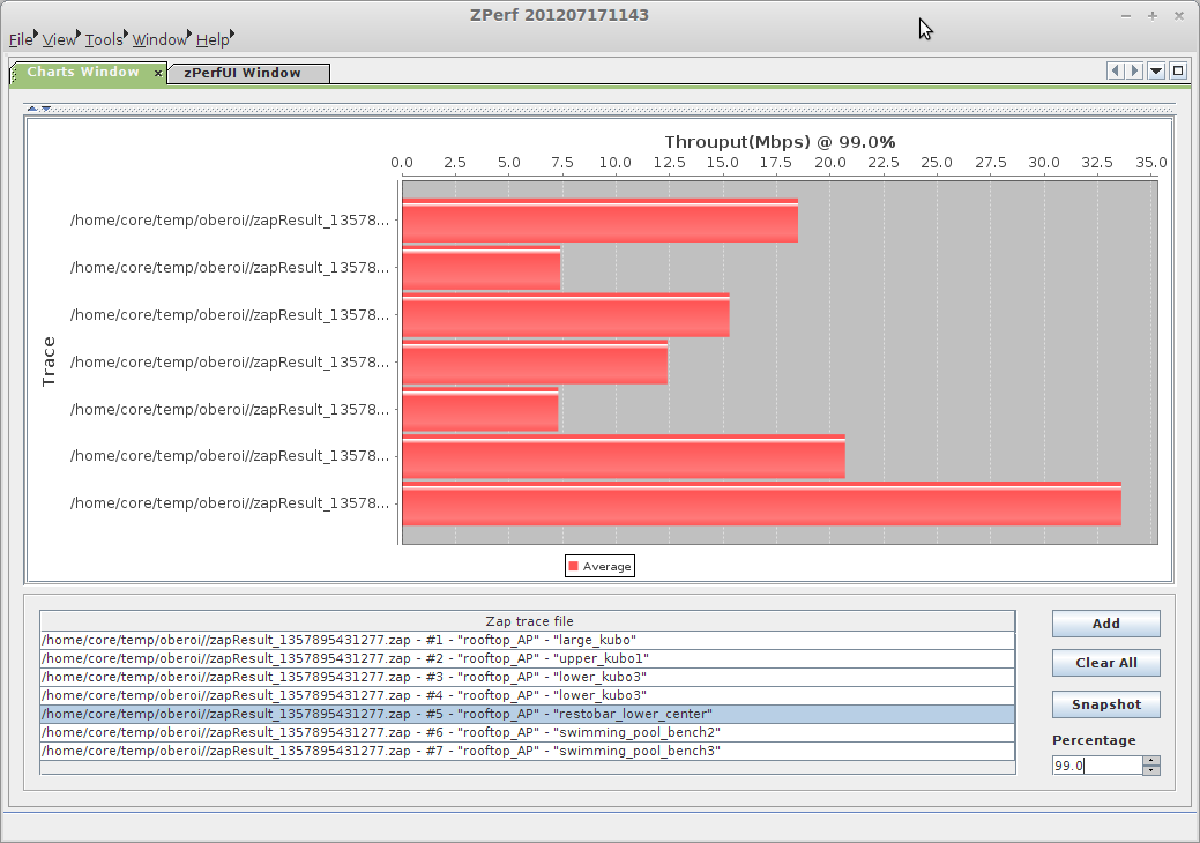 ZPerf 201207171143
File View Tools Window Help
Charts Window x zPerfUI Window
Throuput(Mbps) @ 99.0%
0.0 2.5 5.0 7.5 10.0 12.5 15.0 17.5 20.0 22.5 25.0 27.5 30.0 32.5 35.0
Trace
/home/core/temp/oberoi//zapResult_13578...
/home/core/temp/oberoi//zapResult_13578...
/home/core/temp/oberoi//zapResult_13578...
/home/core/temp/oberoi//zapResult_13578...
/home/core/temp/oberoi//zapResult_13578...
/home/core/temp/oberoi//zapResult_13578...
/home/core/temp/oberoi//zapResult_13578...
Average
Zap trace file
/home/core/temp/oberoi//zapResult_1357895431277.zap - #1 - "rooftop_AP" - "large_kubo"
/home/core/temp/oberoi//zapResult_1357895431277.zap - #2 - "rooftop_AP" - "upper_kubo1"
/home/core/temp/oberoi//zapResult_1357895431277.zap - #3 - "rooftop_AP" - "lower_kubo3"
/home/core/temp/oberoi//zapResult_1357895431277.zap - #4 - "rooftop_AP" - "lower_kubo3"
/home/core/temp/oberoi//zapResult_1357895431277.zap - #5 - "rooftop_AP" - "restobar_lower_center"
/home/core/temp/oberoi//zapResult_1357895431277.zap - #6 - "rooftop_AP" - "swimming_pool_bench2"
/home/core/temp/oberoi//zapResult_1357895431277.zap - #7 - "rooftop_AP" - "swimming_pool_bench3"
Add
Clear All
Snapshot
Percentage
99.0